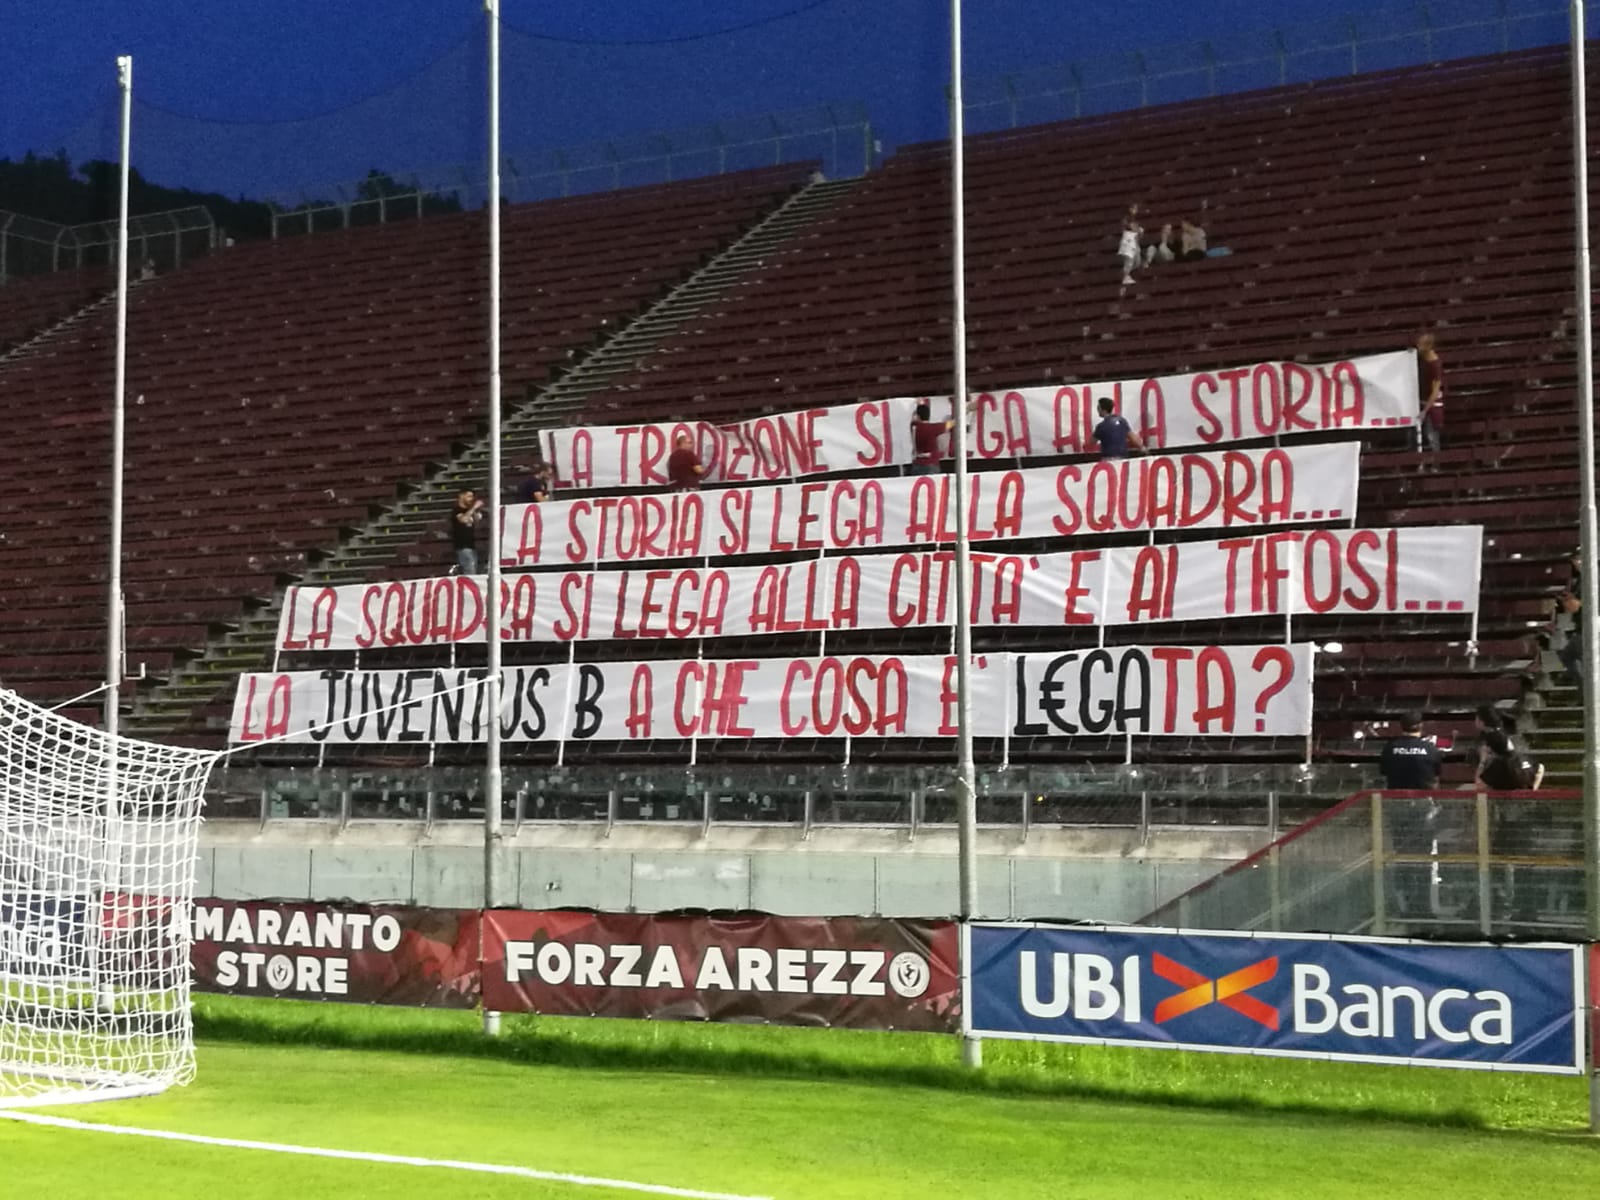 LA TRADIZIONE SI LEGA ALLA STORIA...
LA STORIA SI LEGA ALLA SQUADRA...
LA SQUADRA SI LEGA ALLA CITTA' E AI TIFOSI...
LA JUVENTUS B A CHE COSA E' L€GATA?
POLIZIA
AMARANTO
STORE
FORZA AREZZO
UBI Banca